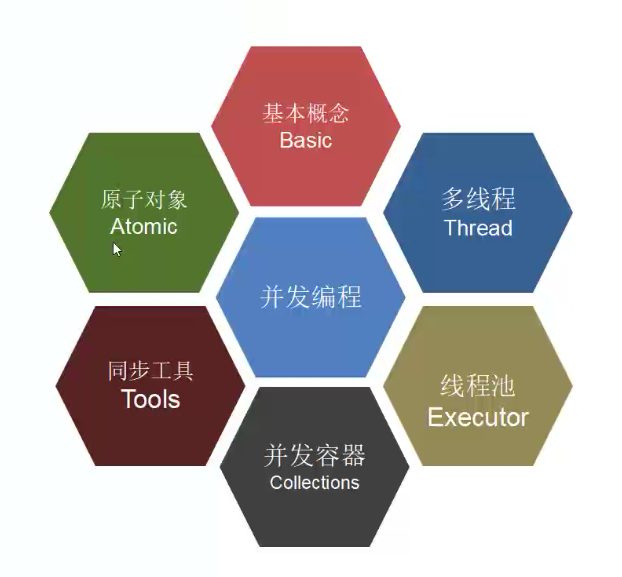 基本概念
Basic
原子对象
Atomic
多线程
Thread
并发编程
同步工具
Tools
线程池
Executor
并发容器
Collections